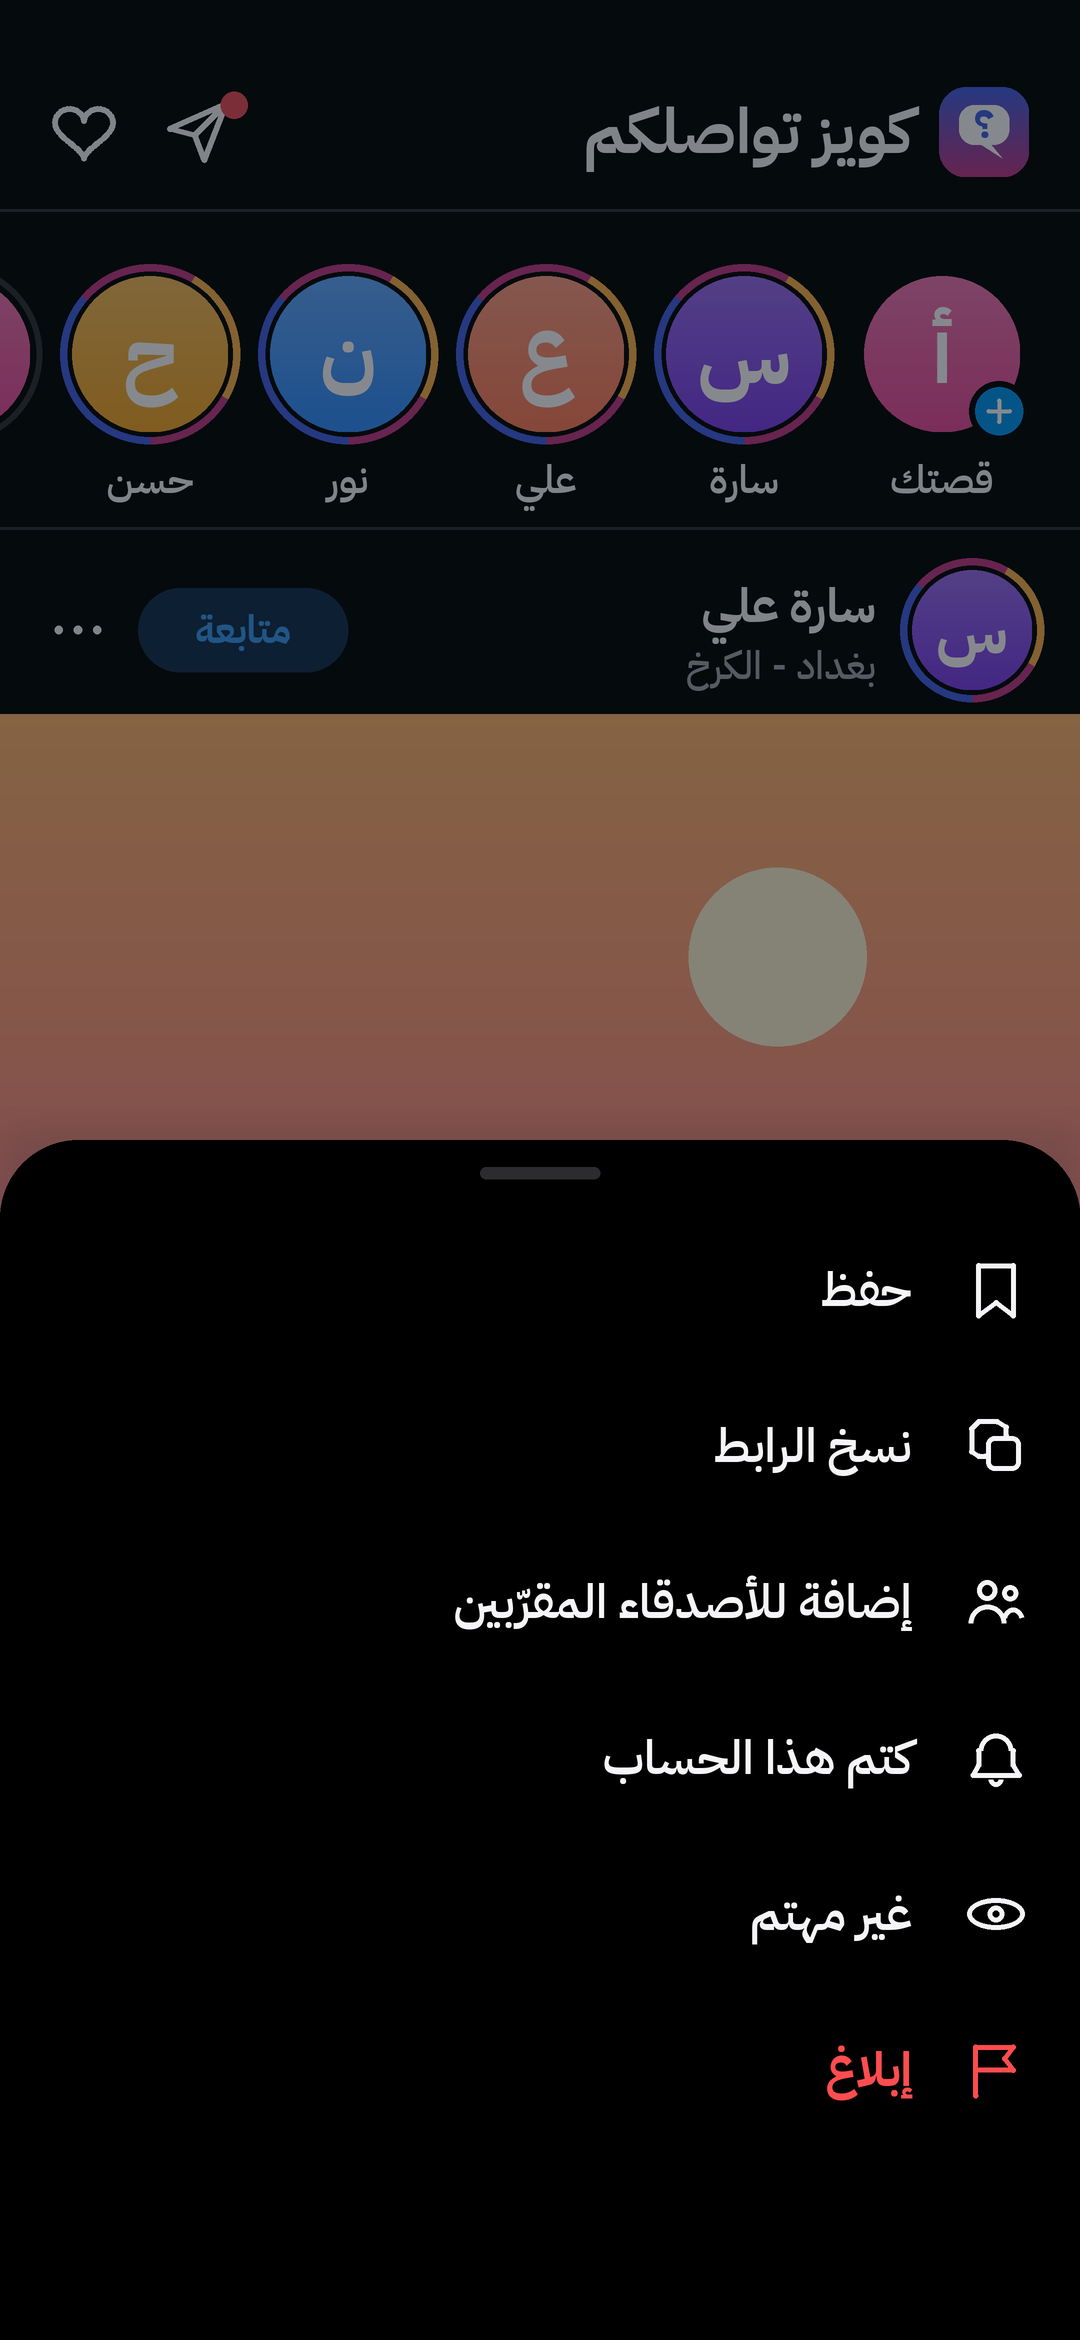 كويز تواصلكم
؟
أ
س
ع
ن
ح
قصتك
سارة
علي
نور
حسن
س
سارة علي
بغداد - الكرخ
متابعة
حفظ
نسخ الرابط
إضافة للأصدقاء المقرّبين
كتم هذا الحساب
غير مهتم
إبلاغ